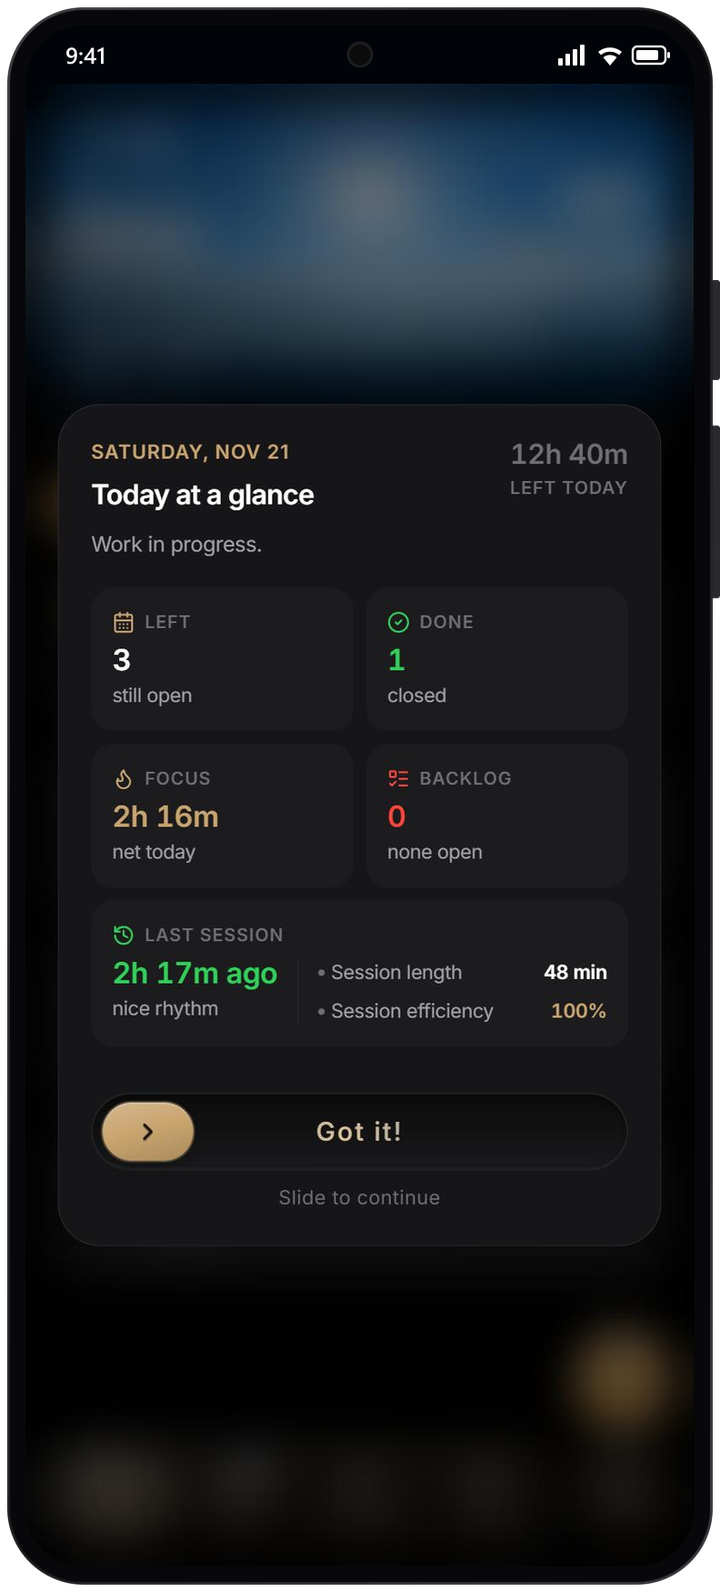 9:41
SATURDAY, NOV 21
12h 40m
LEFT TODAY
Today at a glance
Work in progress.
LEFT
3
still open
DONE
1
closed
FOCUS
2h 16m
net today
BACKLOG
0
none open
LAST SESSION
2h 17m ago
nice rhythm
• Session length 48 min
• Session efficiency 100%
Got it!
Slide to continue